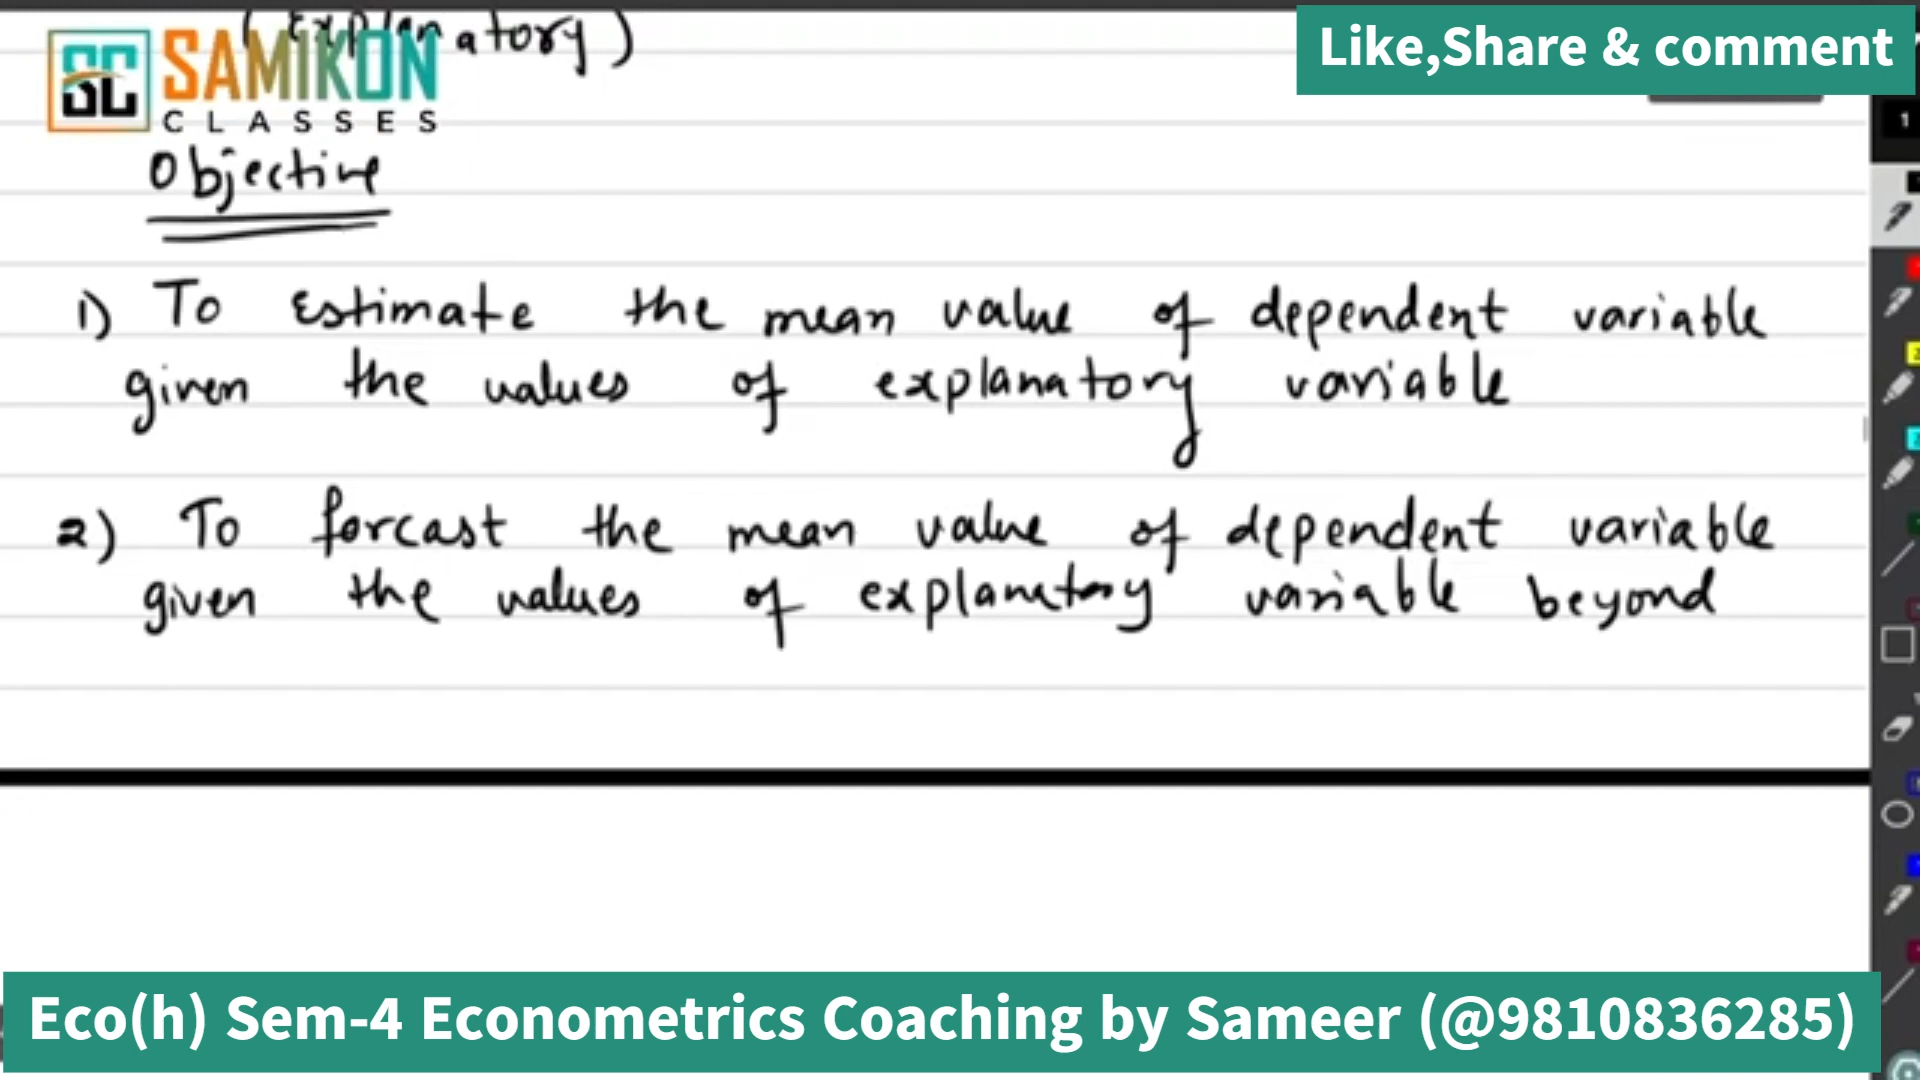 (Explanatory)
Like,Share & comment
SC SAMIKON
CLASSES
Objective
1) To Estimate the mean value of dependent variable
given the values of explanatory variable
2) To forcast the mean value of dependent variable
given the values of explanatory variable beyond
Eco(h) Sem-4 Econometrics Coaching by Sameer (@9810836285)